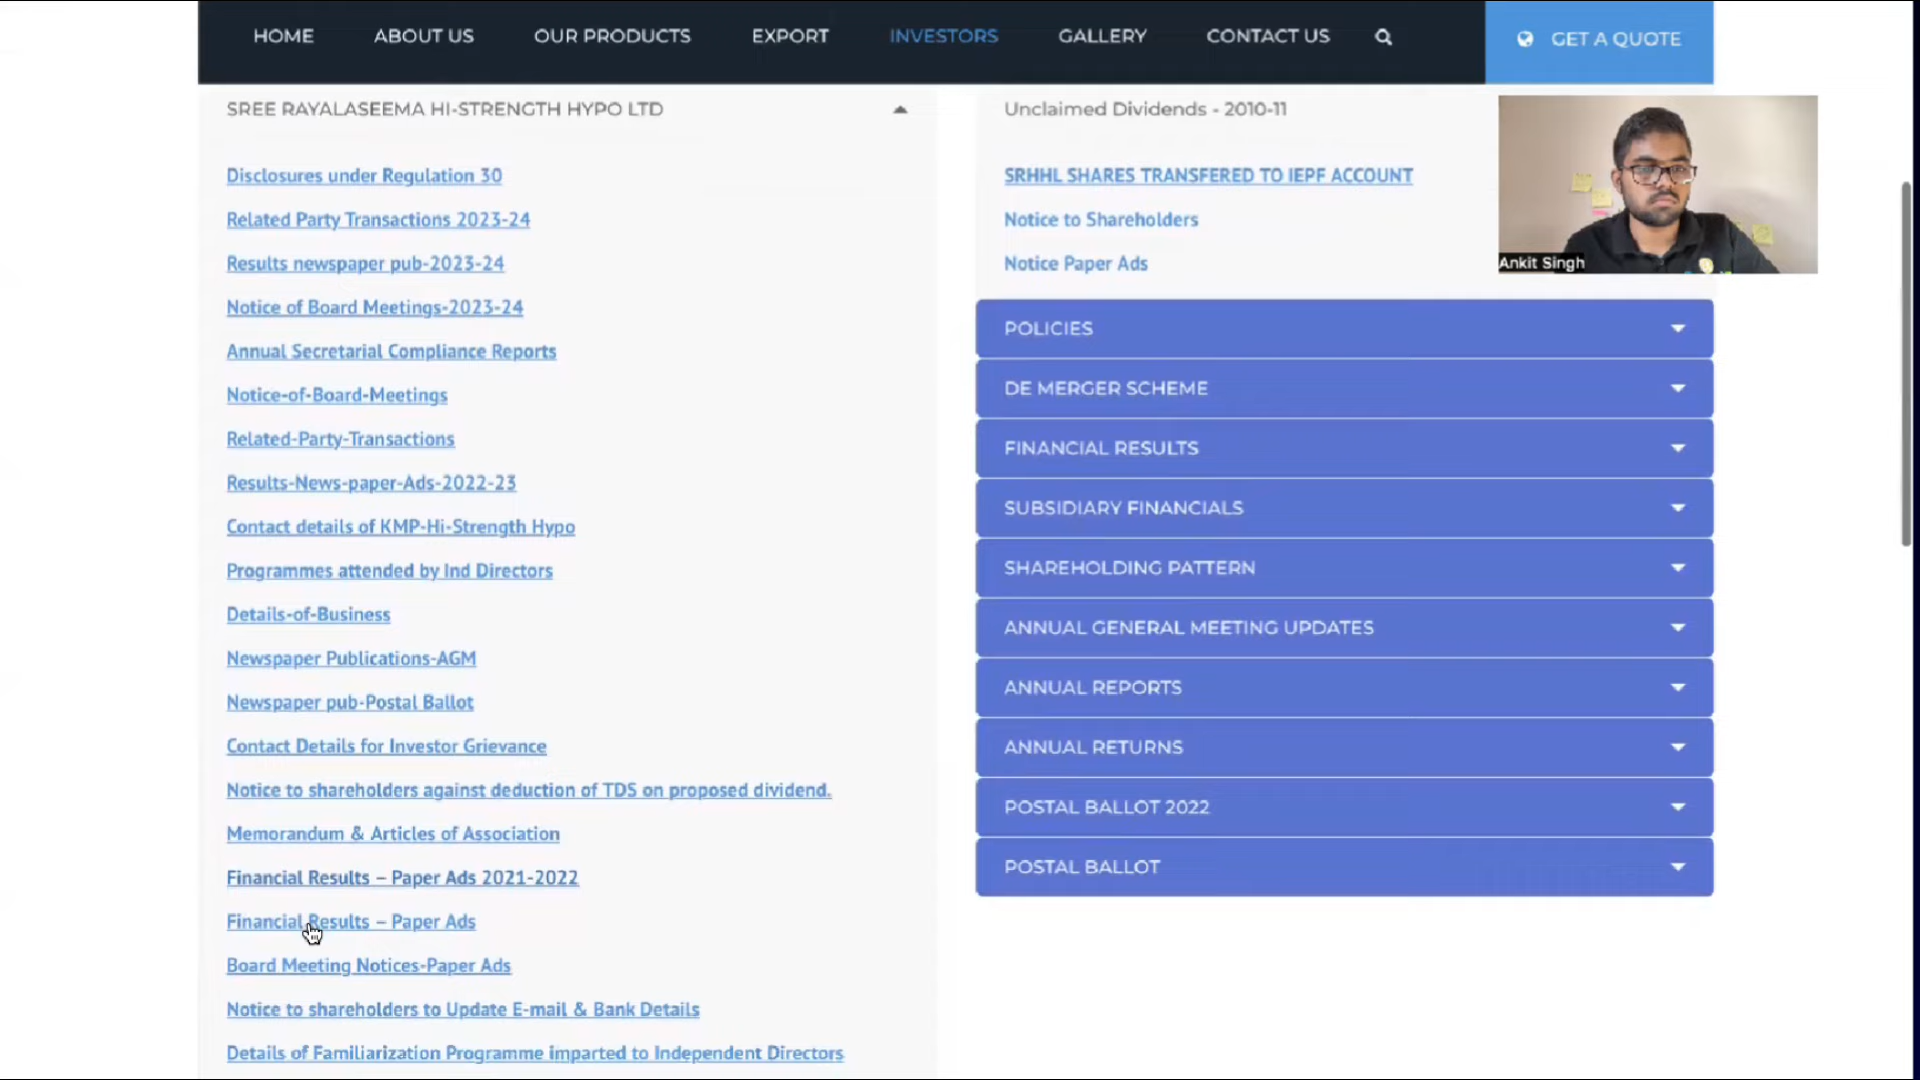 HOME
ABOUT US
OUR PRODUCTS
EXPORT
INVESTORS
GALLERY
CONTACT US
GET A QUOTE
SREE RAYALASEEMA HI-STRENGTH HYPO LTD
Disclosures under Regulation 30
Related Party Transactions 2023-24
Results newspaper pub-2023-24
Notice of Board Meetings-2023-24
Annual Secretarial Compliance Reports
Notice-of-Board-Meetings
Related-Party-Transactions
Results-News-paper-Ads-2022-23
Contact details of KMP-Hi-Strength Hypo
Programmes attended by Ind Directors
Details-of-Business
Newspaper Publications-AGM
Newspaper pub-Postal Ballot
Contact Details for Investor Grievance
Notice to shareholders against deduction of TDS on proposed dividend.
Memorandum & Articles of Association
Financial Results – Paper Ads 2021-2022
Financial Results – Paper Ads
Board Meeting Notices-Paper Ads
Notice to shareholders to Update E-mail & Bank Details
Details of Familiarization Programme imparted to Independent Directors
Unclaimed Dividends - 2010-11
SRHHL SHARES TRANSFERED TO IEPF ACCOUNT
Notice to Shareholders
Notice Paper Ads
POLICIES
DE MERGER SCHEME
FINANCIAL RESULTS
SUBSIDIARY FINANCIALS
SHAREHOLDING PATTERN
ANNUAL GENERAL MEETING UPDATES
ANNUAL REPORTS
ANNUAL RETURNS
POSTAL BALLOT 2022
POSTAL BALLOT
Ankit Singh